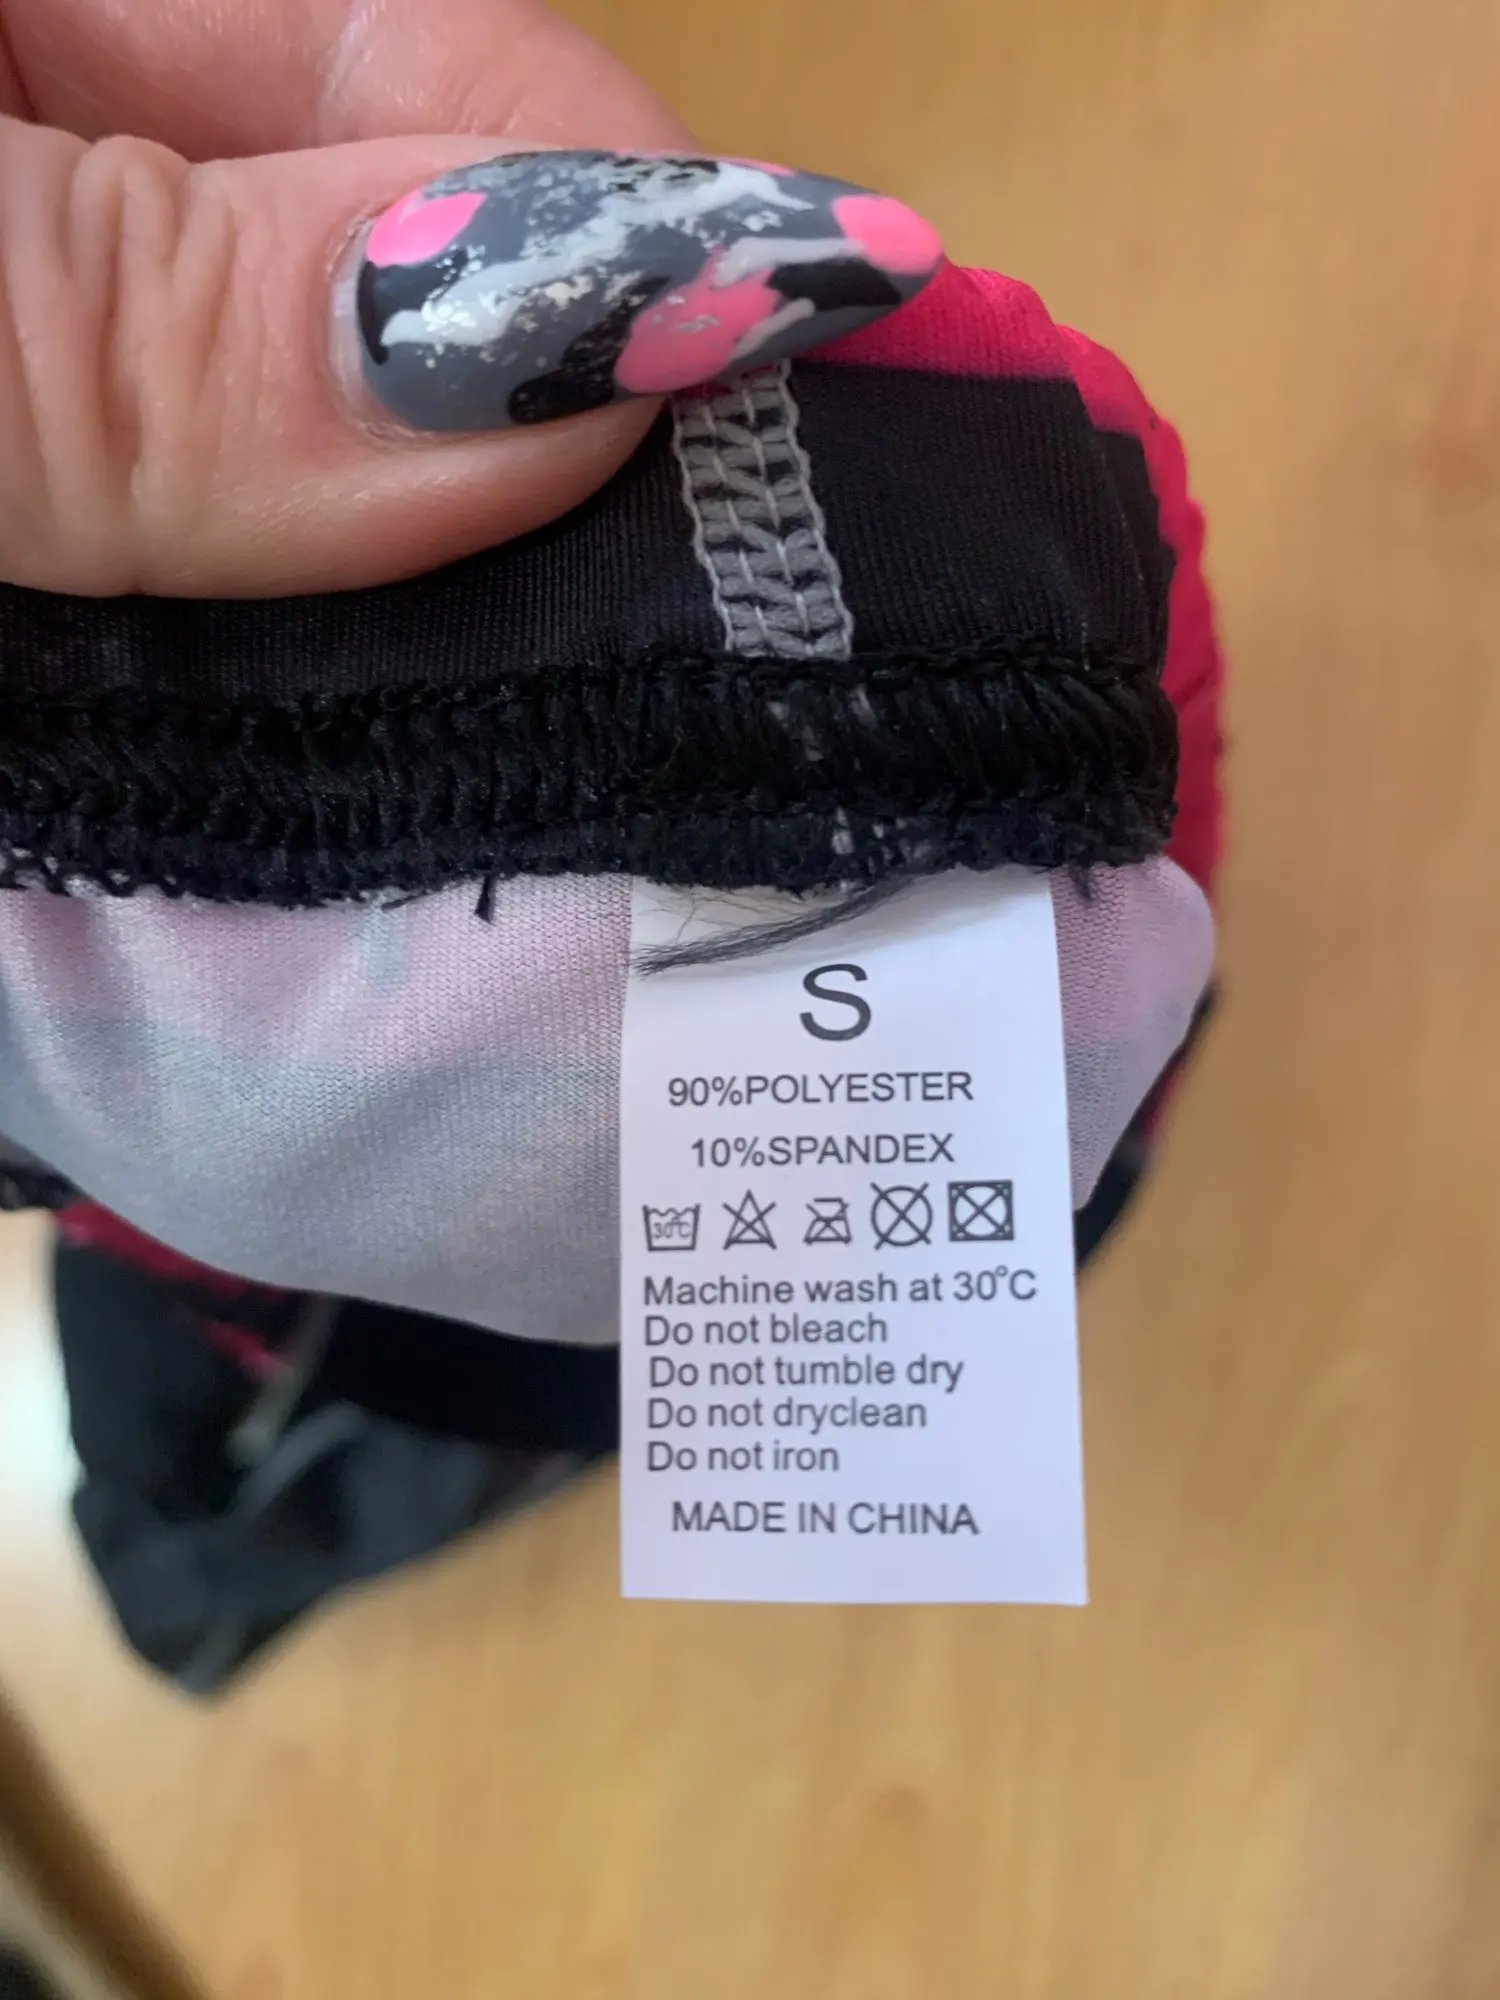 S
90%POLYESTER
10%SPANDEX
30°C
Machine wash at 30°C
Do not bleach
Do not tumble dry
Do not dryclean
Do not iron
MADE IN CHINA